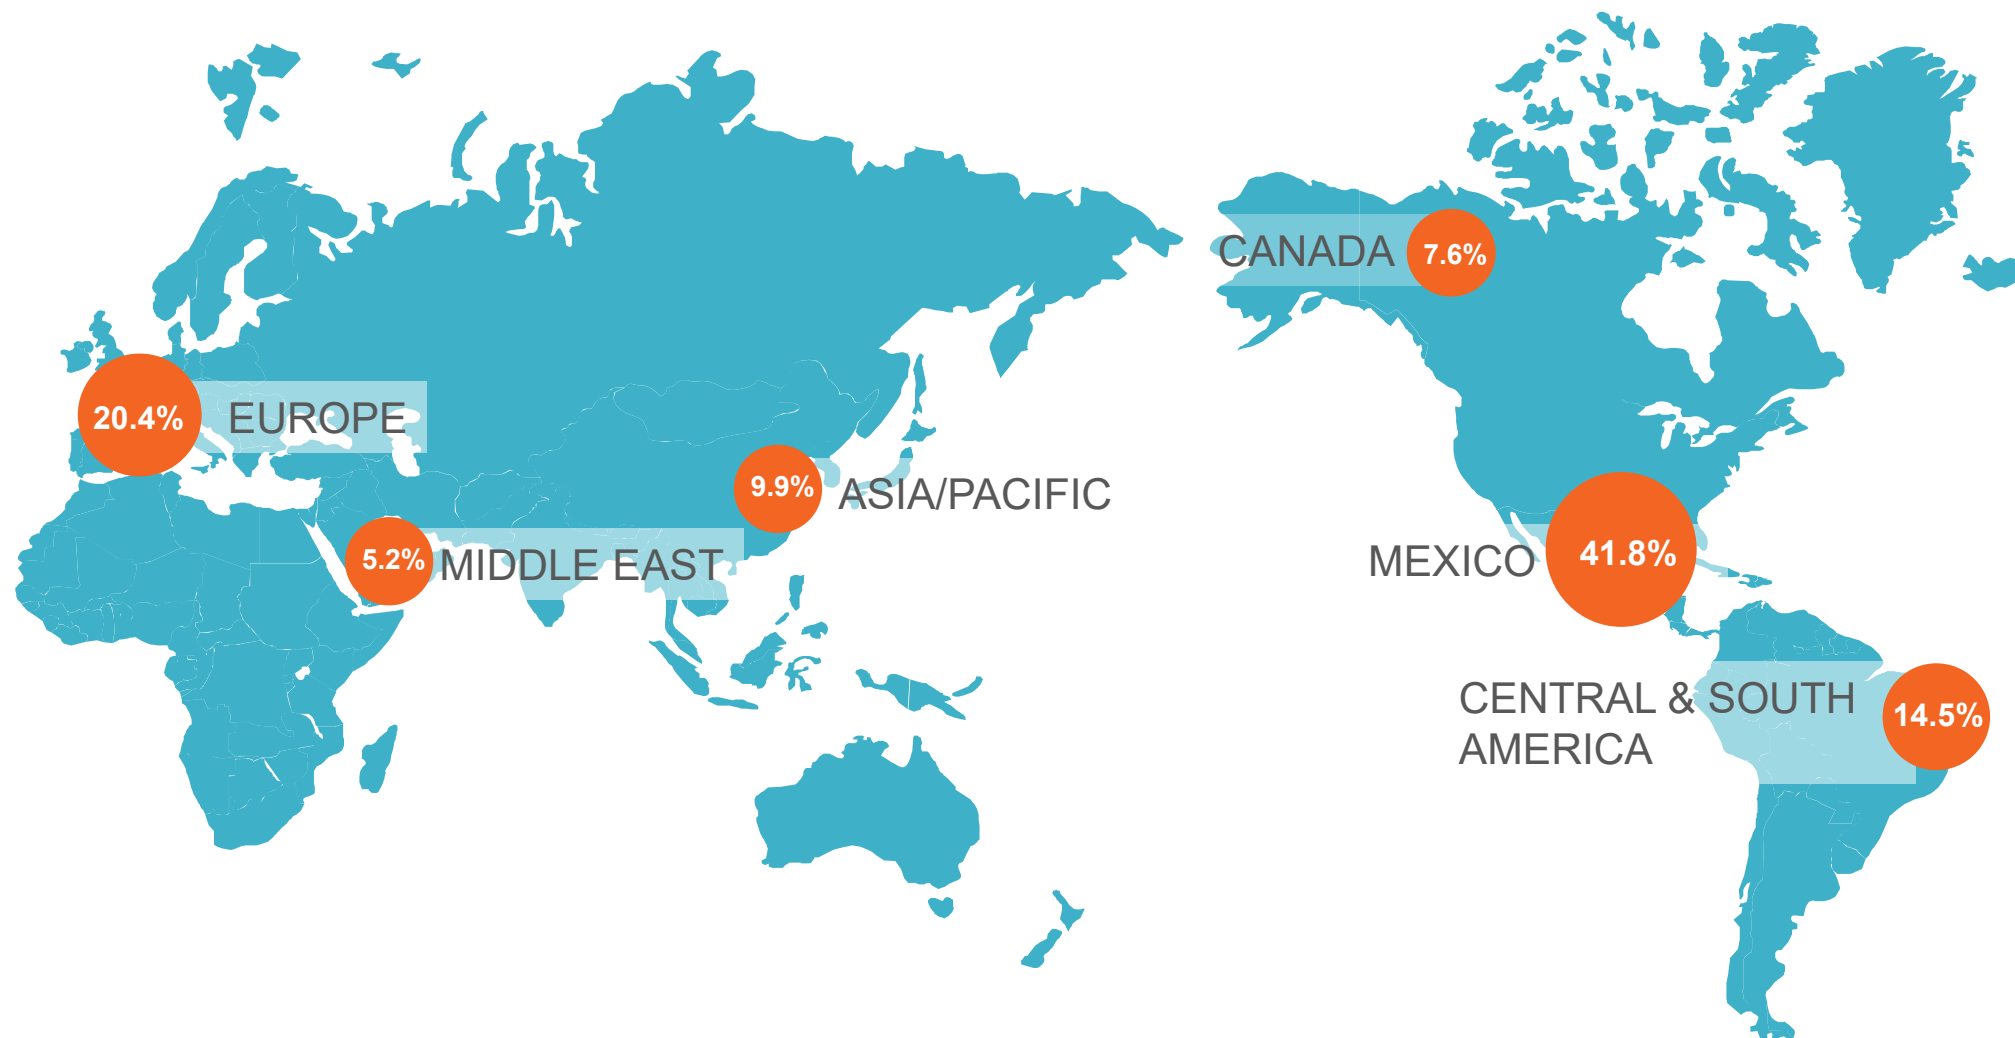 CANADA 7.6%
20.4% EUROPE
9.9% ASIA/PACIFIC
5.2% MIDDLE EAST
MEXICO 41.8%
CENTRAL & SOUTH
AMERICA
14.5%